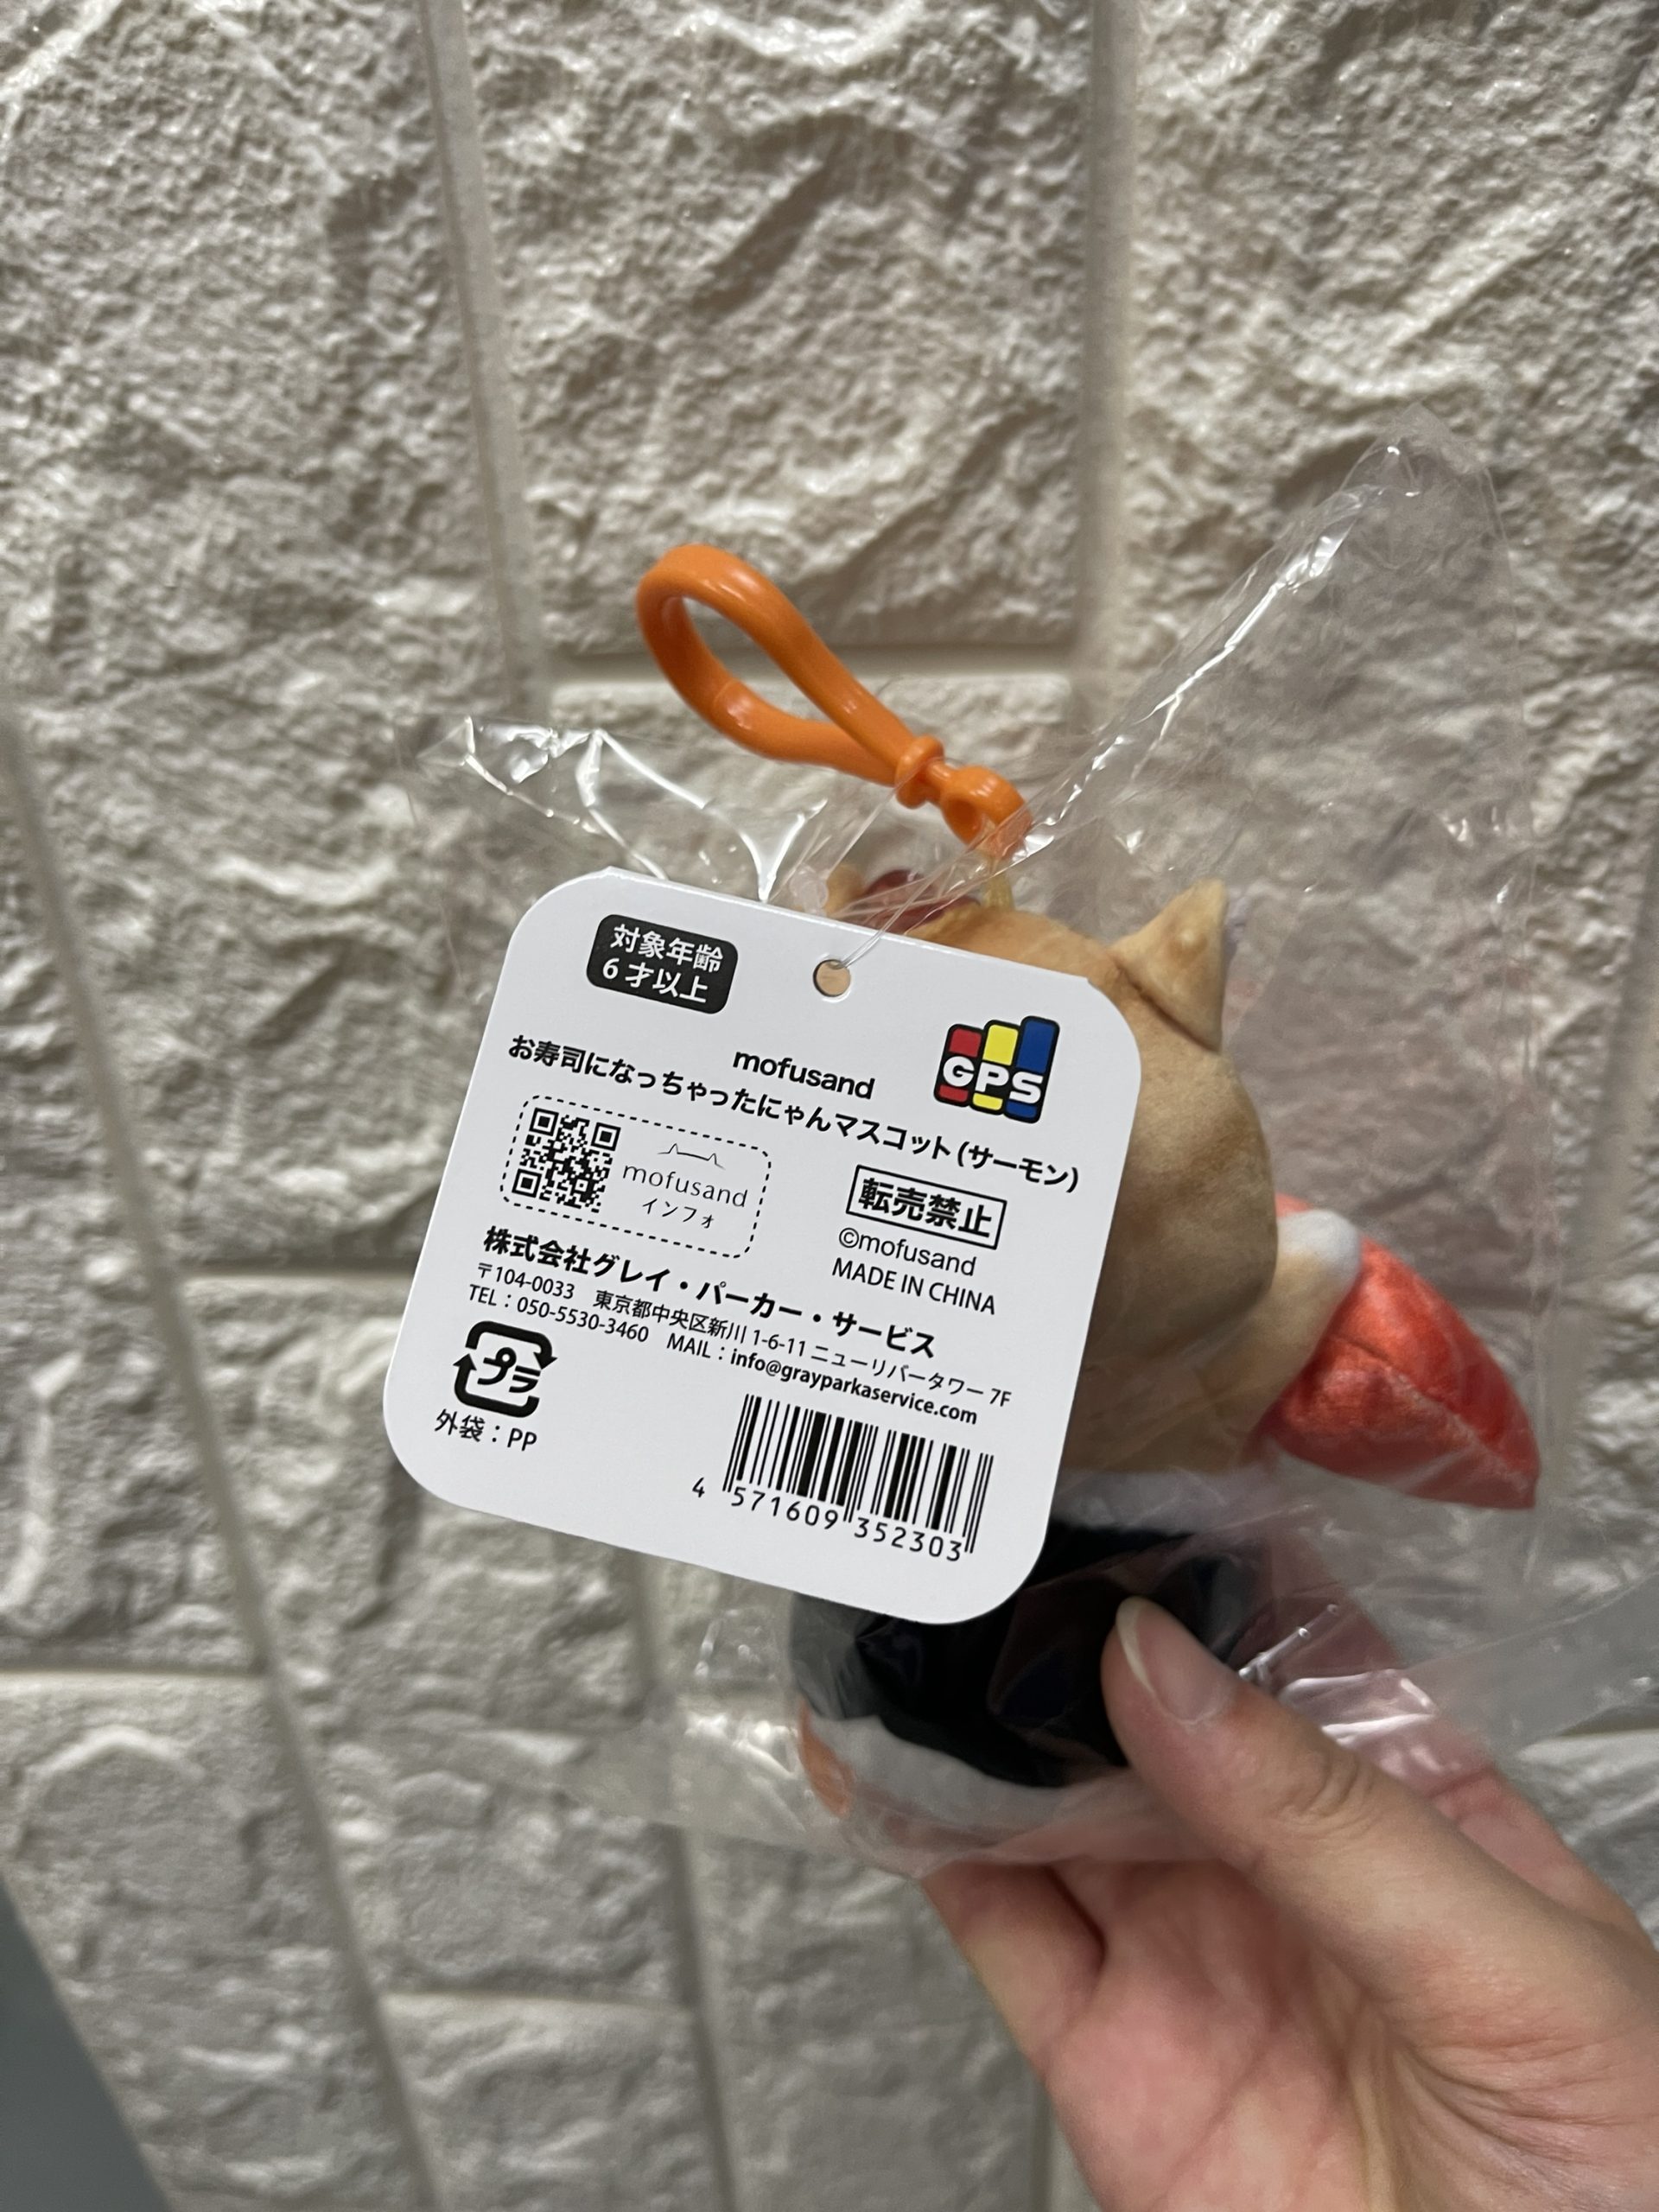 対象年齢
6才以上
GPS
mofusand
お寿司になっちゃったにゃんマスコット(サーモン)
mofusand
インフォ
転売禁止
©mofusand
MADE IN CHINA
株式会社グレイ・パーカー・サービス
〒104-0033 東京都中央区新川1-6-11 ニューリバータワー 7F
TEL：050-5530-3460 MAIL：info@grayparkaservice.com
プラ
外袋：PP
4 571609 352303